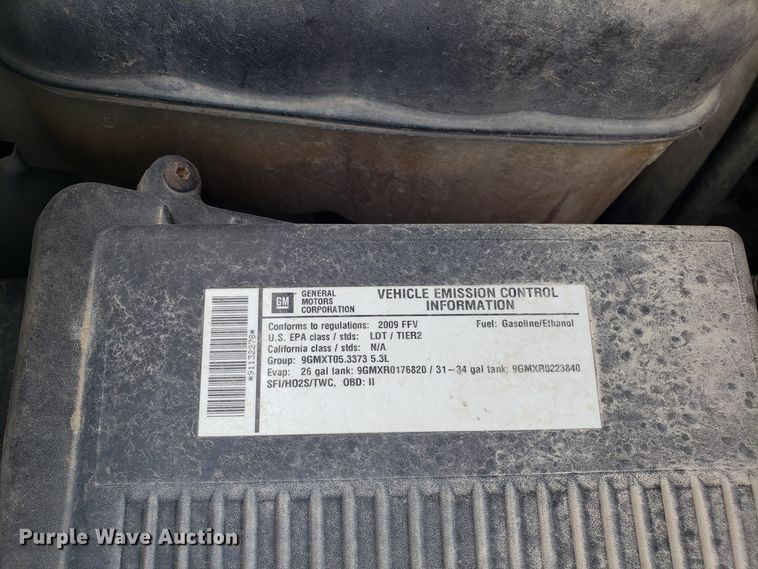 GM
GENERAL
MOTORS
CORPORATION
VEHICLE EMISSION CONTROL
INFORMATION
Conforms to regulations: 2009 FFV Fuel: Gasoline/Ethanol
U.S. EPA class / stds: LDT / TIER2
California class / stds: N/A
Group: 9GMXT05.3373 5.3L
Evap: 26 gal tank: 9GMXR0176820 / 31-34 gal tank: 9GMXR0223840
SFI/HO2S/TWC, OBD: II
*91132278*
Purple Wave Auction